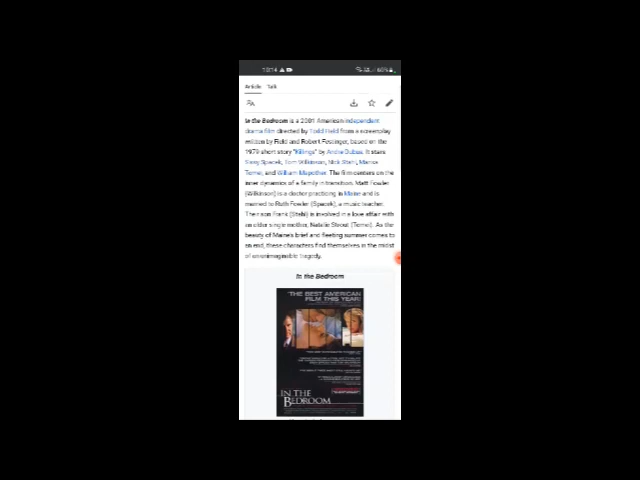 Article Talk
In the Bedroom is a 2001 American independent
drama film directed by Todd Field from a screenplay
written by Field and Robert Festinger, based on the
1979 short story "Killings" by Andre Dubus. It stars
Sissy Spacek, Tom Wilkinson, Nick Stahl, Marisa
Tomei, and William Mapother. The film centers on the
inner dynamics of a family in transition. Matt Fowler
(Wilkinson) is a doctor practicing in Maine and is
married to Ruth Fowler (Spacek), a music teacher.
Their son Frank (Stahl) is involved in a love affair with
an older single mother, Natalie Strout (Tomei). As the
beauty of Maine's brief and fleeting summer comes to
an end, these characters find themselves in the midst
of an unimaginable tragedy.
In the Bedroom
"THE BEST AMERICAN
FILM THIS YEAR!
IN THE
BEDROOM